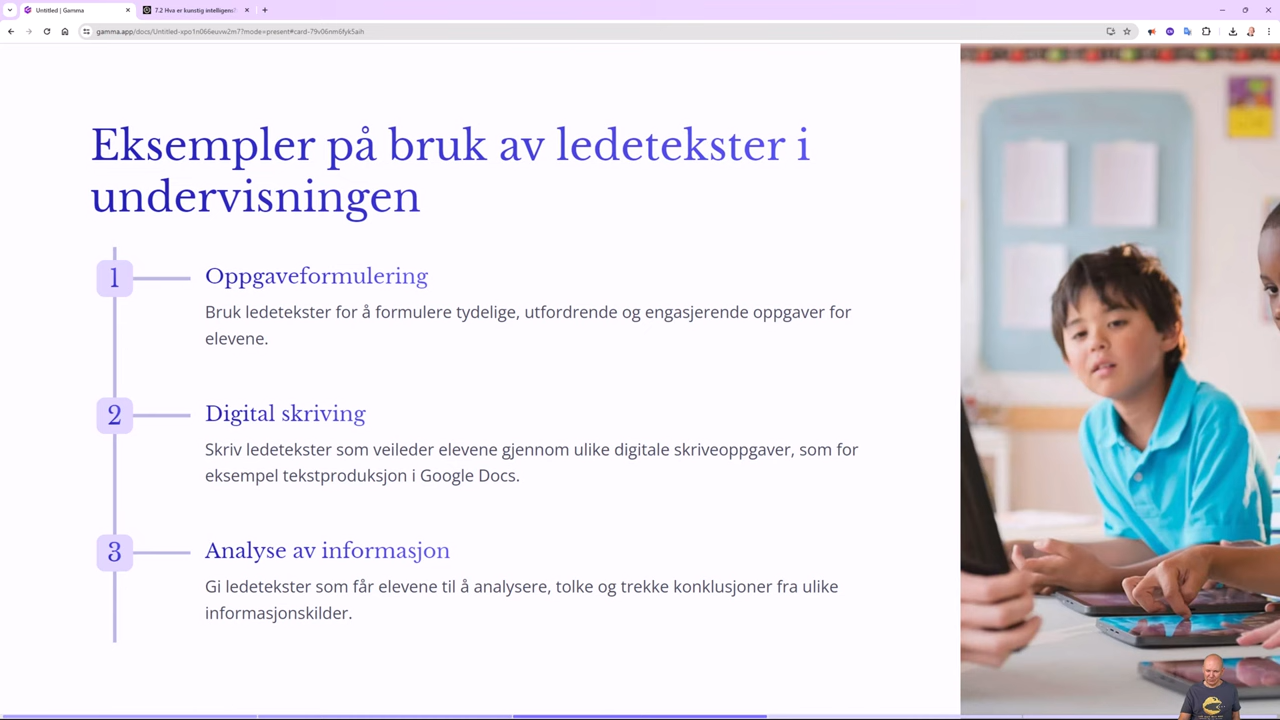 Untitled | Gamma
7.2 Hva er kunstig intelligens?
gamma.app/docs/Untitled-xpo1n066euvw2m7?mode=present#card-79v06nm6fyk5aih
Eksempler på bruk av ledetekster i
undervisningen
1
Oppgaveformulering
Bruk ledetekster for å formulere tydelige, utfordrende og engasjerende oppgaver for
elevene.
2
Digital skriving
Skriv ledetekster som veileder elevene gjennom ulike digitale skriveoppgaver, som for
eksempel tekstproduksjon i Google Docs.
3
Analyse av informasjon
Gi ledetekster som får elevene til å analysere, tolke og trekke konklusjoner fra ulike
informasjonskilder.